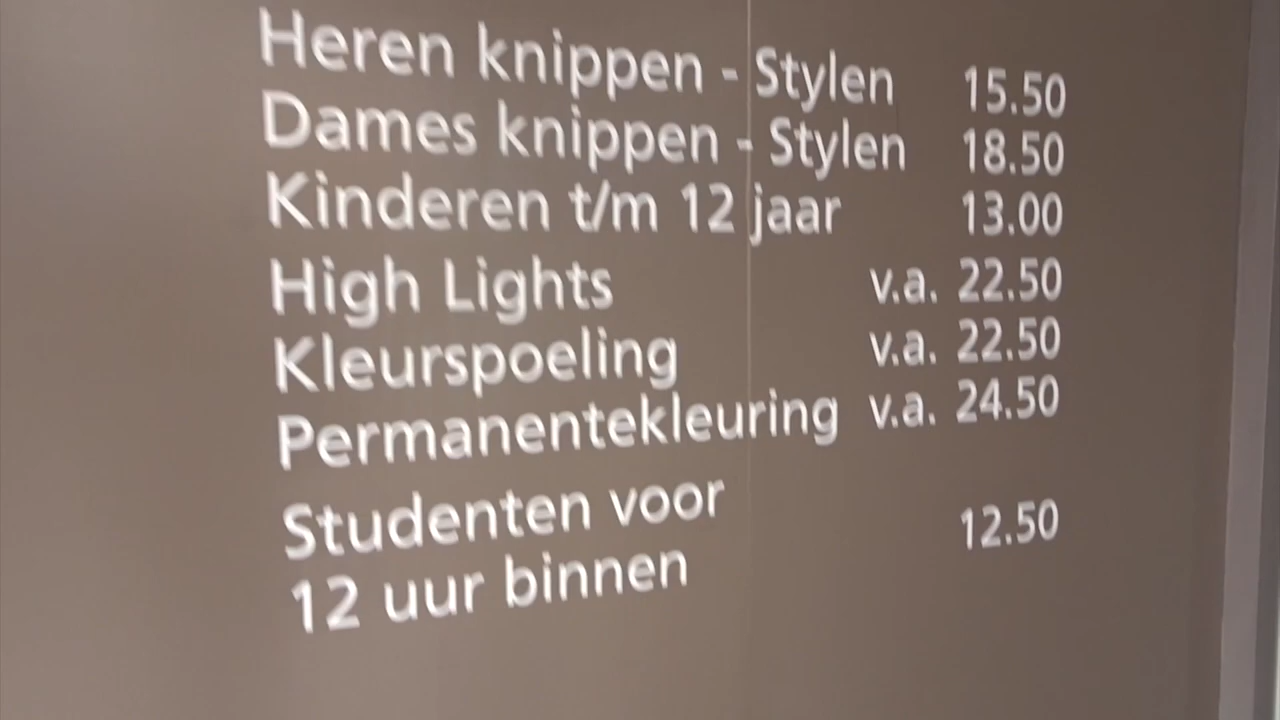 Heren knippen - Stylen 15.50
Dames knippen - Stylen 18.50
Kinderen t/m 12 jaar 13.00
High Lights v.a. 22.50
Kleurspoeling v.a. 22.50
Permanentekleuring v.a. 24.50
Studenten voor 12.50
12 uur binnen